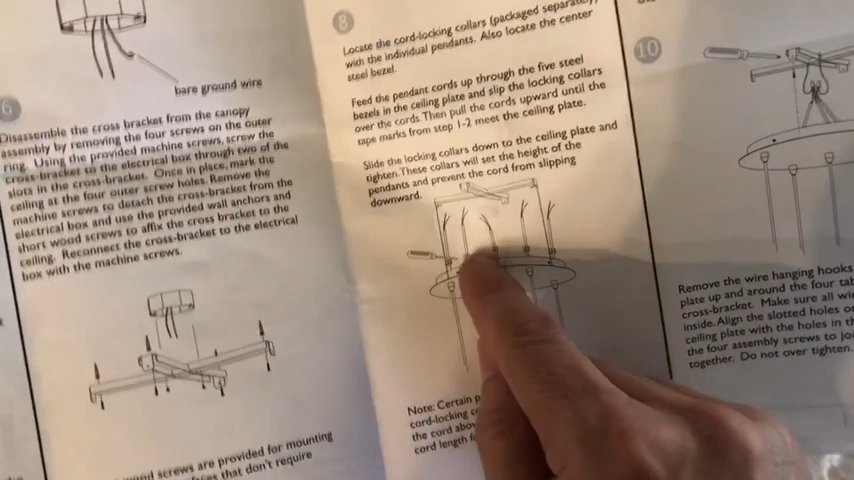 bare ground wire
6
Disassemble the cross bracket from the canopy
assembly by removing the four screws on the outer
ring. Using the provided machine screws, screw the
cross-bracket to the electrical box through two of the
slots in the cross-bracket. Once in place, mark the
ceiling at the four outer screw holes. Remove the
machine screws to detach the cross-bracket from the
electrical box and use the provided wall anchors and
short wood screws to affix the cross bracket to the
ceiling. Reconnect the cross-bracket to the electrical
box with the machine screws.
wood screws are provided for mounting
that don't require
8
Locate the cord-locking collars (packaged separately)
with the individual pendants. Also locate the center
steel bezel.
Feed the pendant cords up through the five steel
bezels in the ceiling plate and slip the locking collars
over the cords. Then pull the cords upward until the
tape marks from step 1-2 meet the ceiling plate.
Slide the locking collars down to the ceiling plate and
tighten. These collars will set the height of the
pendants and prevent the cord from slipping
downward.
Note: Certain
cord-locking
the cord
cord length
10
Remove the wire hanging hooks
plate up and around the four
cross-bracket. Make sure all
inside. Align the slotted holes
ceiling plate with the holes in
the four assembly screws to
together. Do not over tighten.